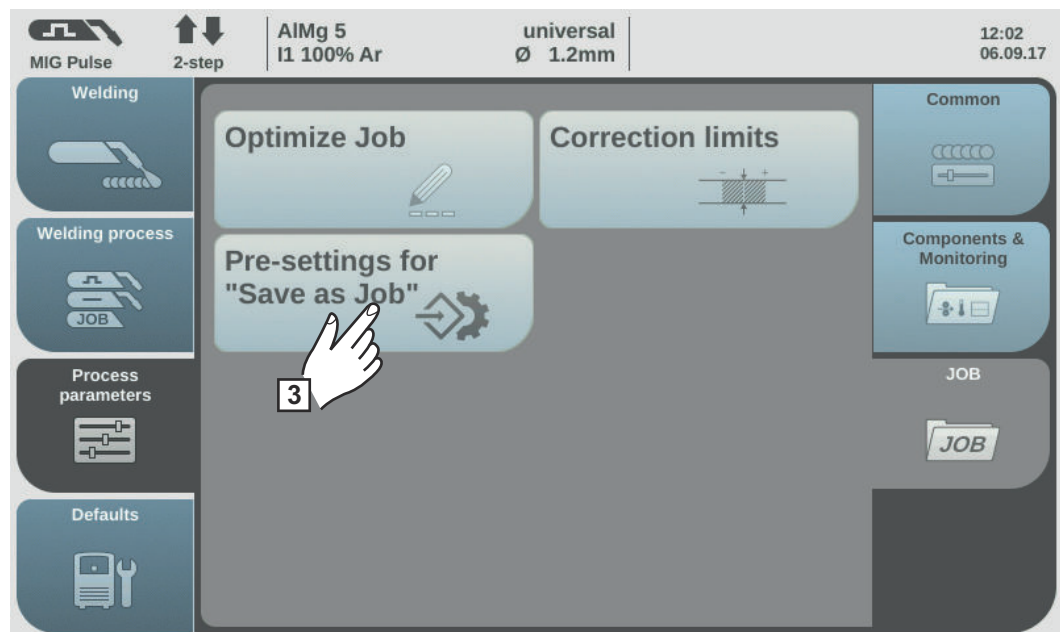 AlMg 5
universal
12:02
MIG Pulse
2-step
I1 100% Ar
Ø 1.2mm
06.09.17
Welding
Welding process
JOB
Process
parameters
Defaults
Optimize Job
Correction limits
- +
Pre-settings for
"Save as Job"
3
Common
Components &
Monitoring
JOB
JOB